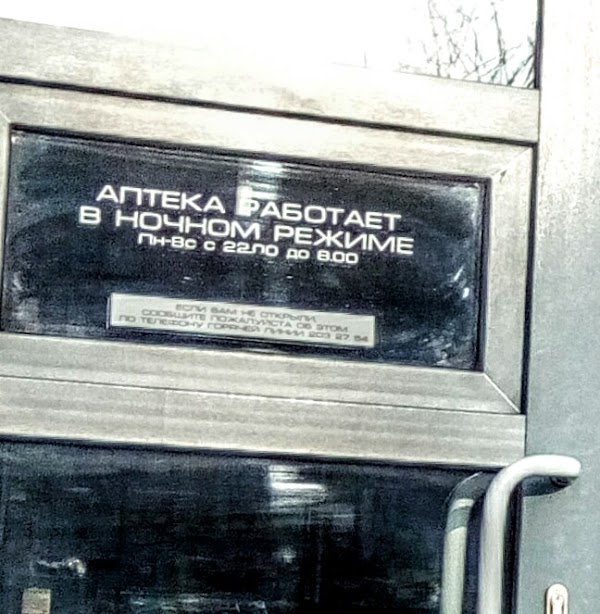 АПТЕКА РАБОТАЕТ
В НОЧНОМ РЕЖИМЕ
Пн-Вс с 22.ПО до 8.00
ЕСЛИ ВАМ НЕ ОТКРЫЛИ,
СООБЩИТЕ ПОЖАЛУЙСТА ОБ ЭТОМ
ПО ТЕЛЕФОНУ ГОРЯЧЕЙ ЛИНИИ 203 27 54